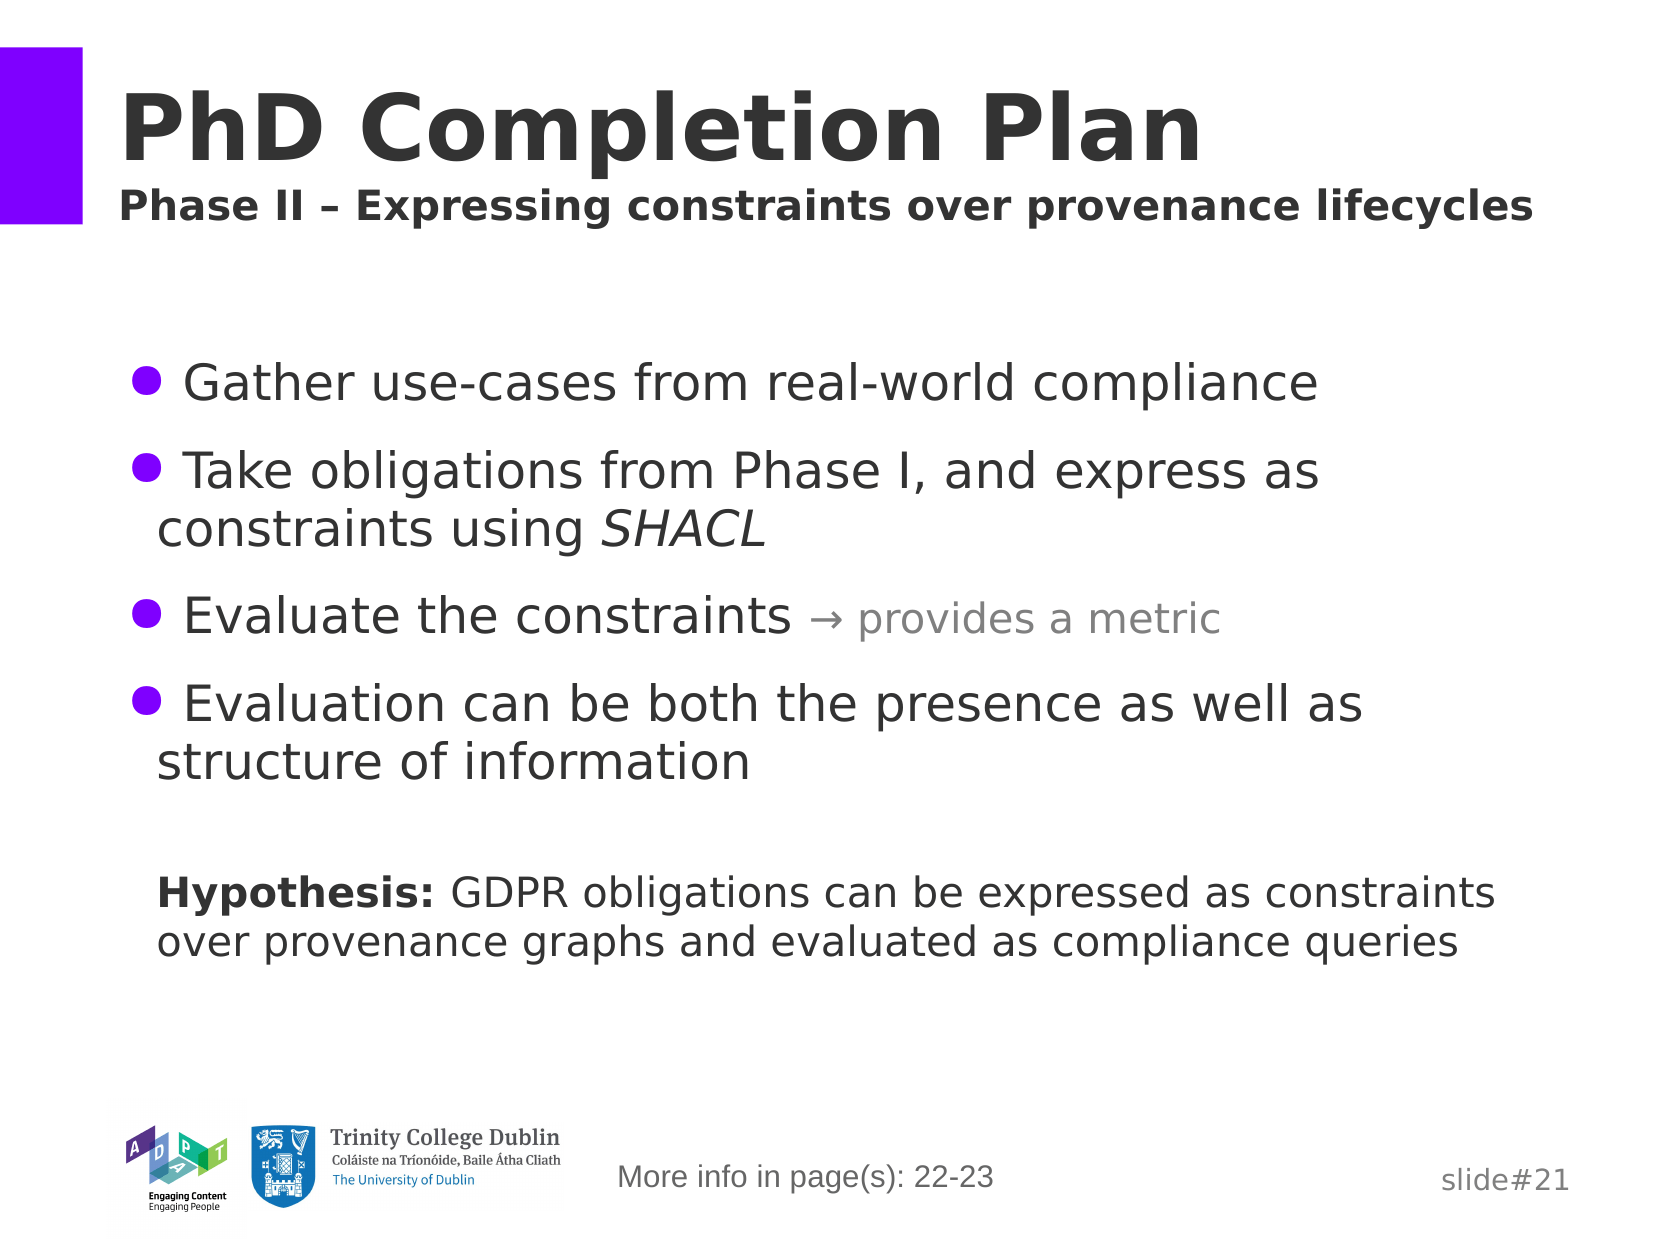 PhD Completion Plan
Phase II – Expressing constraints over provenance lifecycles
● Gather use-cases from real-world compliance
● Take obligations from Phase I, and express as
constraints using SHACL
● Evaluate the constraints → provides a metric
● Evaluation can be both the presence as well as
structure of information
Hypothesis: GDPR obligations can be expressed as constraints
over provenance graphs and evaluated as compliance queries
ADAPT
Engaging Content
Engaging People
Trinity College Dublin
Coláiste na Tríonóide, Baile Átha Cliath
The University of Dublin
More info in page(s): 22-23
slide#21